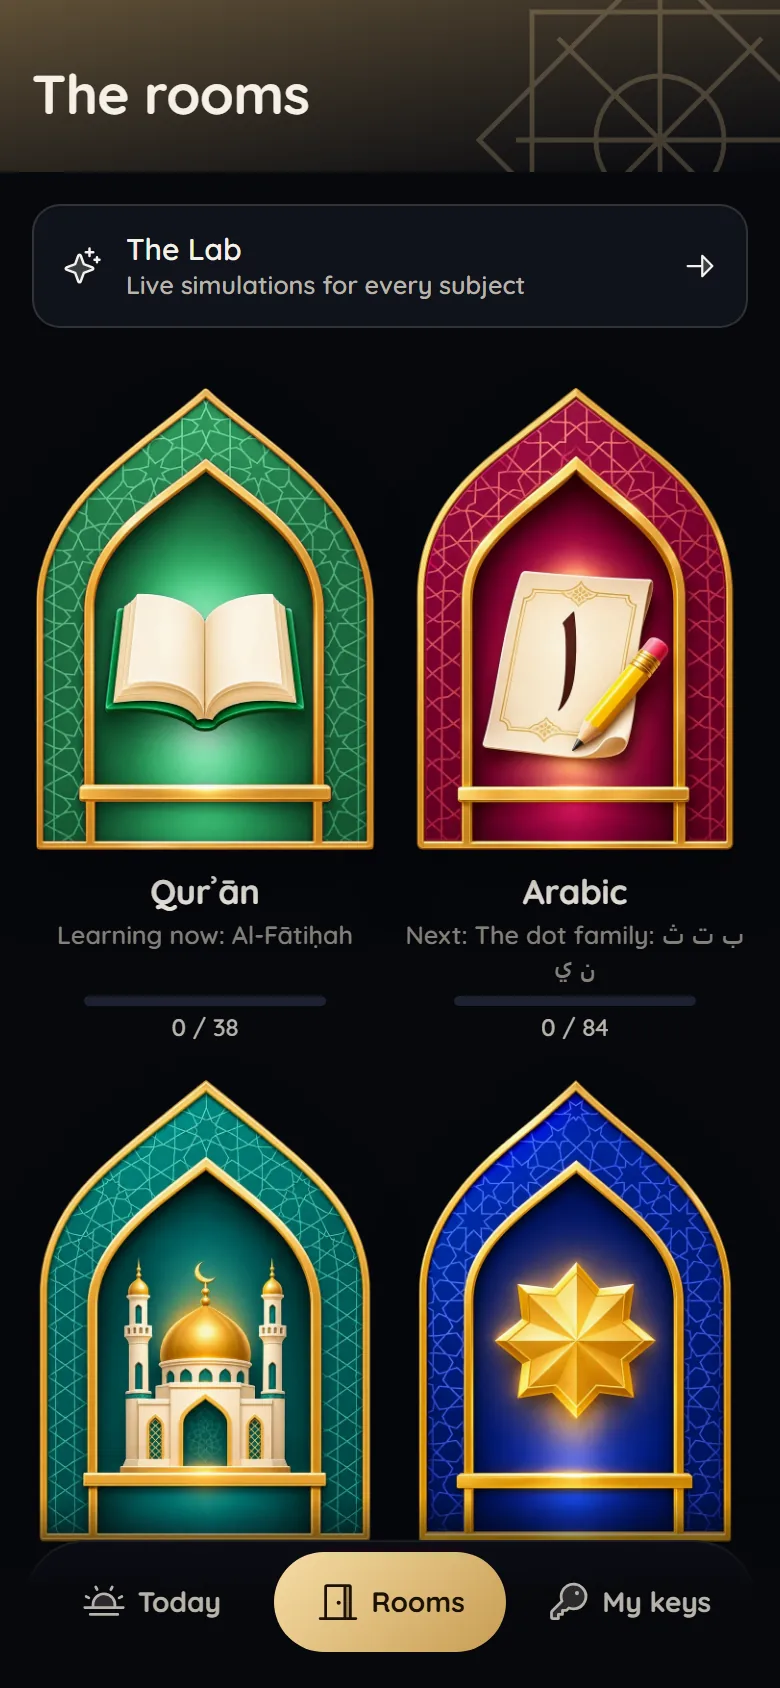 The rooms
The Lab
Live simulations for every subject
ا
Qurʾān
Arabic
Learning now: Al-Fātiḥah
Next: The dot family: ب ت ث
ن ي
0 / 38
0 / 84
Today
Rooms
My keys